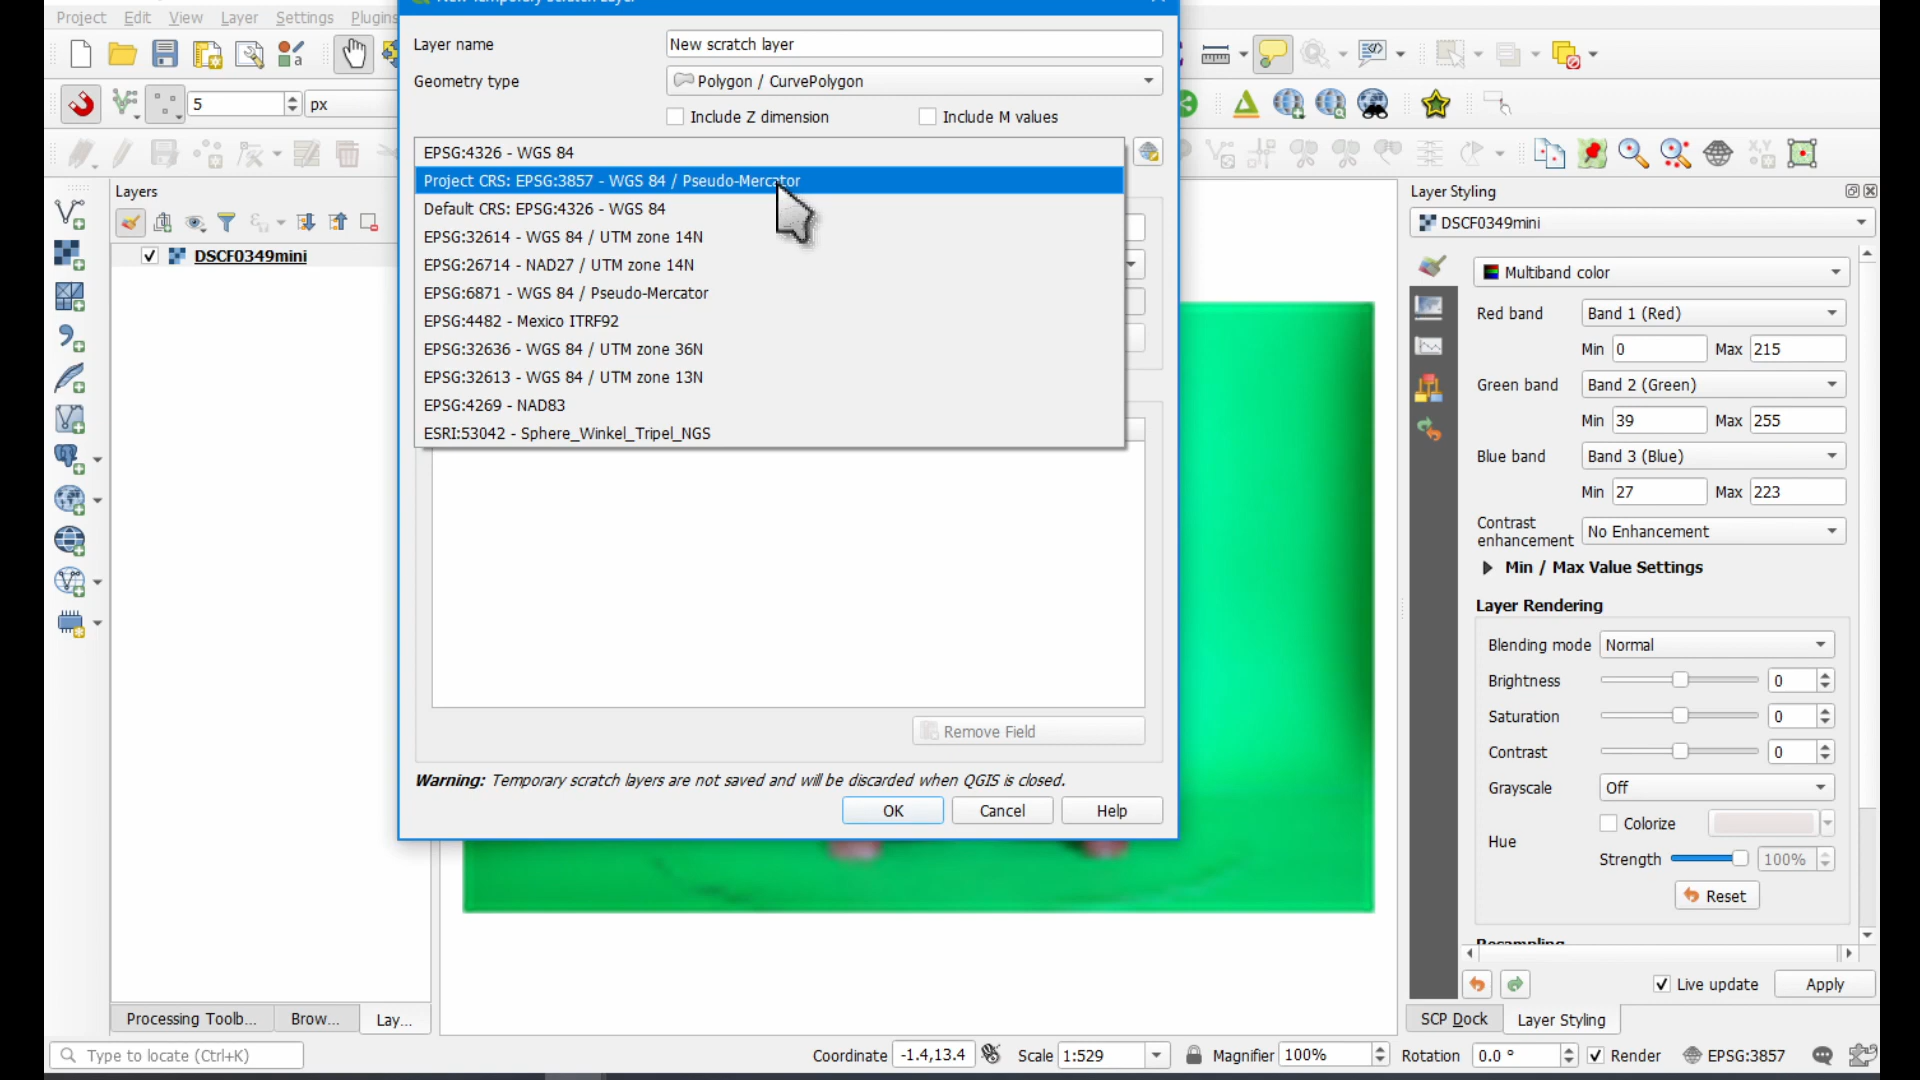 Project Edit View Layer Settings Plugins
Layer name New scratch layer
Geometry type Polygon / CurvePolygon
Include Z dimension Include M values
5 px
EPSG:4326 - WGS 84
Project CRS: EPSG:3857 - WGS 84 / Pseudo-Mercator
Default CRS: EPSG:4326 - WGS 84
EPSG:32614 - WGS 84 / UTM zone 14N
EPSG:26714 - NAD27 / UTM zone 14N
EPSG:6871 - WGS 84 / Pseudo-Mercator
EPSG:4482 - Mexico ITRF92
EPSG:32636 - WGS 84 / UTM zone 36N
EPSG:32613 - WGS 84 / UTM zone 13N
EPSG:4269 - NAD83
ESRI:53042 - Sphere_Winkel_Tripel_NGS
Remove Field
Warning: Temporary scratch layers are not saved and will be discarded when QGIS is closed.
OK Cancel Help
Layers
DSCF0349mini
Processing Toolb... Brow... Lay...
Layer Styling
DSCF0349mini
Multiband color
Red band Band 1 (Red)
Min 0 Max 215
Green band Band 2 (Green)
Min 39 Max 255
Blue band Band 3 (Blue)
Min 27 Max 223
Contrast
enhancement No Enhancement
Min / Max Value Settings
Layer Rendering
Blending mode Normal
Brightness 0
Saturation 0
Contrast 0
Grayscale Off
Hue Colorize
Strength 100%
Reset
Resampling
Live update Apply
SCP Dock Layer Styling
Type to locate (Ctrl+K) Coordinate -1.4,13.4 Scale 1:529 Magnifier 100% Rotation 0.0 ° Render EPSG:3857